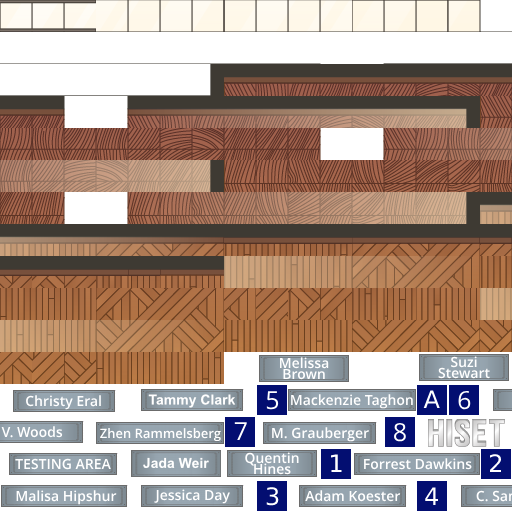 Melissa
Brown
Suzi
Stewart
Christy Eral
Tammy Clark
5
Mackenzie Taghon
A
6
V. Woods
Zhen Rammelsberg
7
M. Grauberger
8
HISET
TESTING AREA
Jada Weir
Quentin
Hines
1
Forrest Dawkins
2
Malisa Hipshur
Jessica Day
3
Adam Koester
4
C. Sar